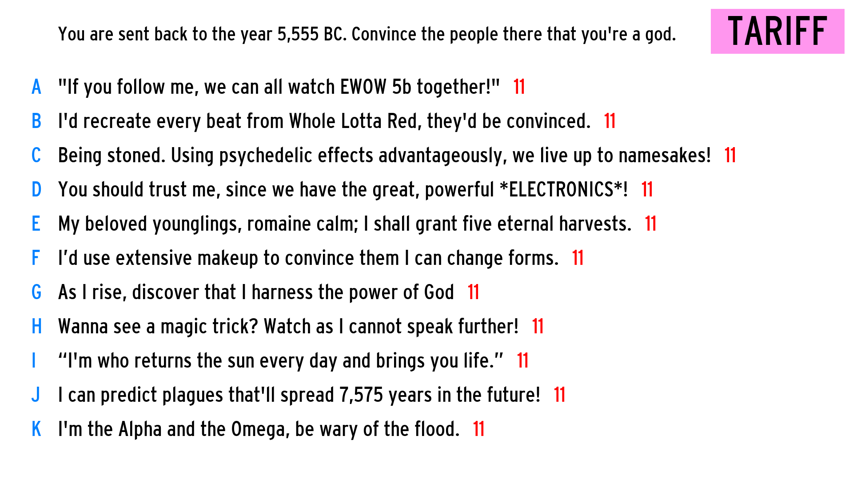 You are sent back to the year 5,555 BC. Convince the people there that you're a god.
TARIFF
A "If you follow me, we can all watch EWOW 5b together!" 11
B I'd recreate every beat from Whole Lotta Red, they'd be convinced. 11
C Being stoned. Using psychedelic effects advantageously, we live up to namesakes! 11
D You should trust me, since we have the great, powerful *ELECTRONICS*! 11
E My beloved younglings, romaine calm; I shall grant five eternal harvests. 11
F I’d use extensive makeup to convince them I can change forms. 11
G As I rise, discover that I harness the power of God 11
H Wanna see a magic trick? Watch as I cannot speak further! 11
I “I'm who returns the sun every day and brings you life.” 11
J I can predict plagues that'll spread 7,575 years in the future! 11
K I'm the Alpha and the Omega, be wary of the flood. 11